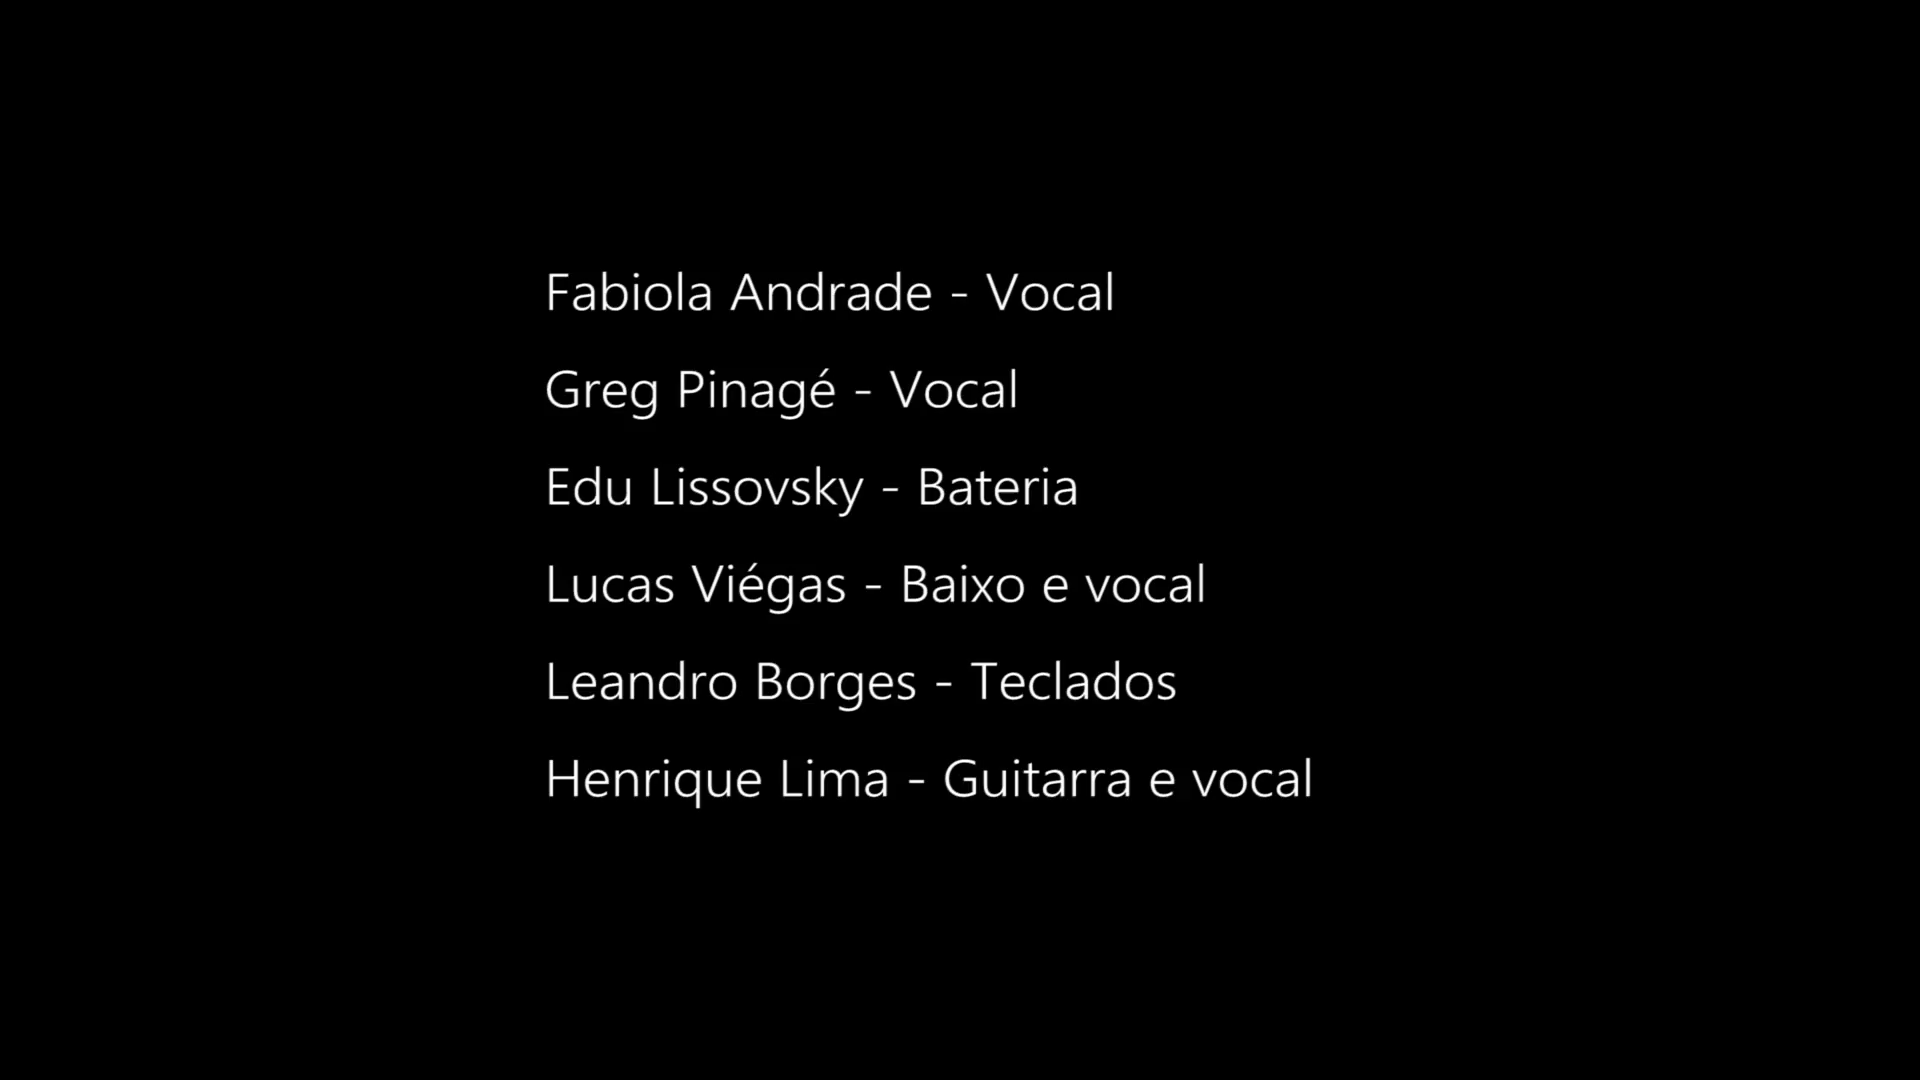 Fabiola Andrade - Vocal
Greg Pinagé - Vocal
Edu Lissovsky - Bateria
Lucas Viégas - Baixo e vocal
Leandro Borges - Teclados
Henrique Lima - Guitarra e vocal